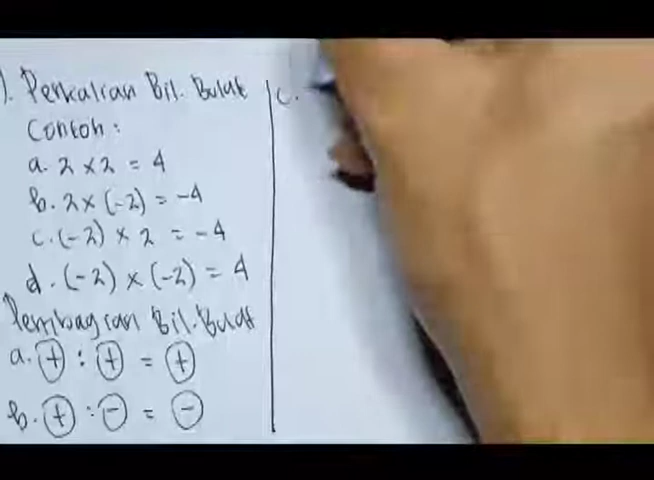 ). Perkalian Bil. Bulat
Contoh :
a. 2 x 2 = 4
b. 2 x (-2) = -4
c. (-2) x 2 = -4
d. (-2) x (-2) = 4
Pembagian Bil. Bulat
a. + : + = +
b. + : - = -
c.